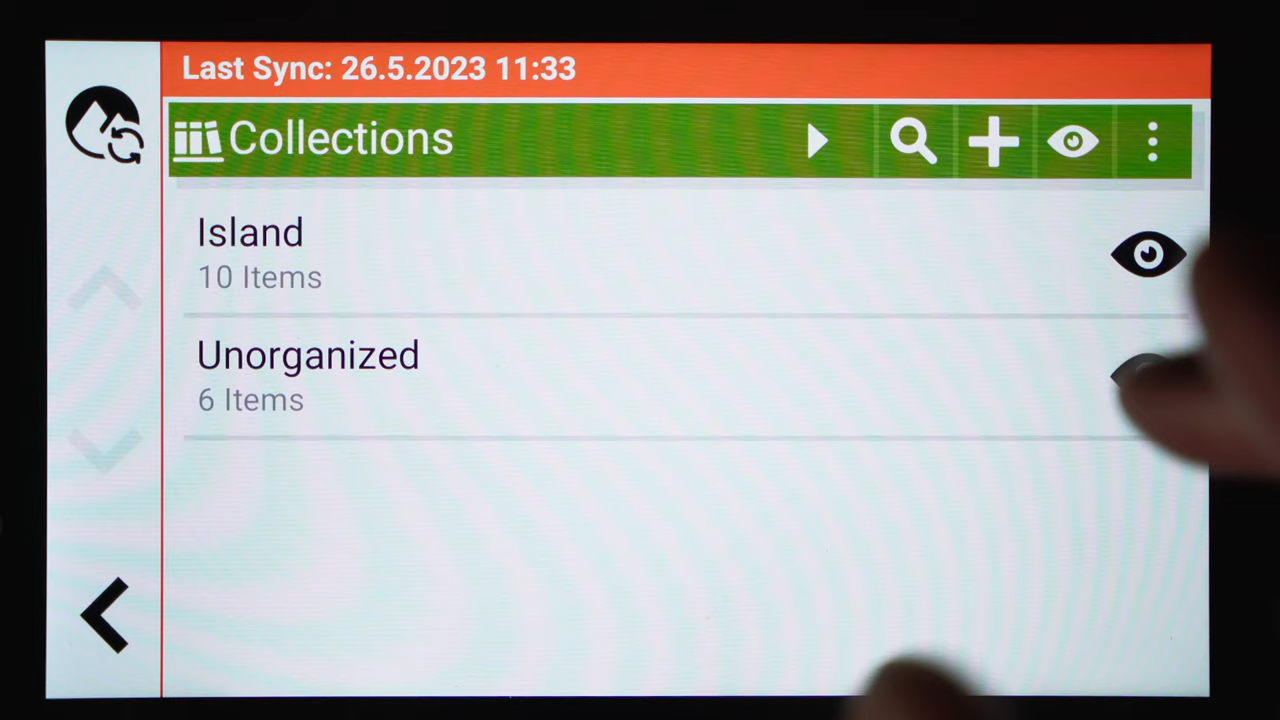 Last Sync: 26.5.2023 11:33
Collections
Island
10 Items
Unorganized
6 Items